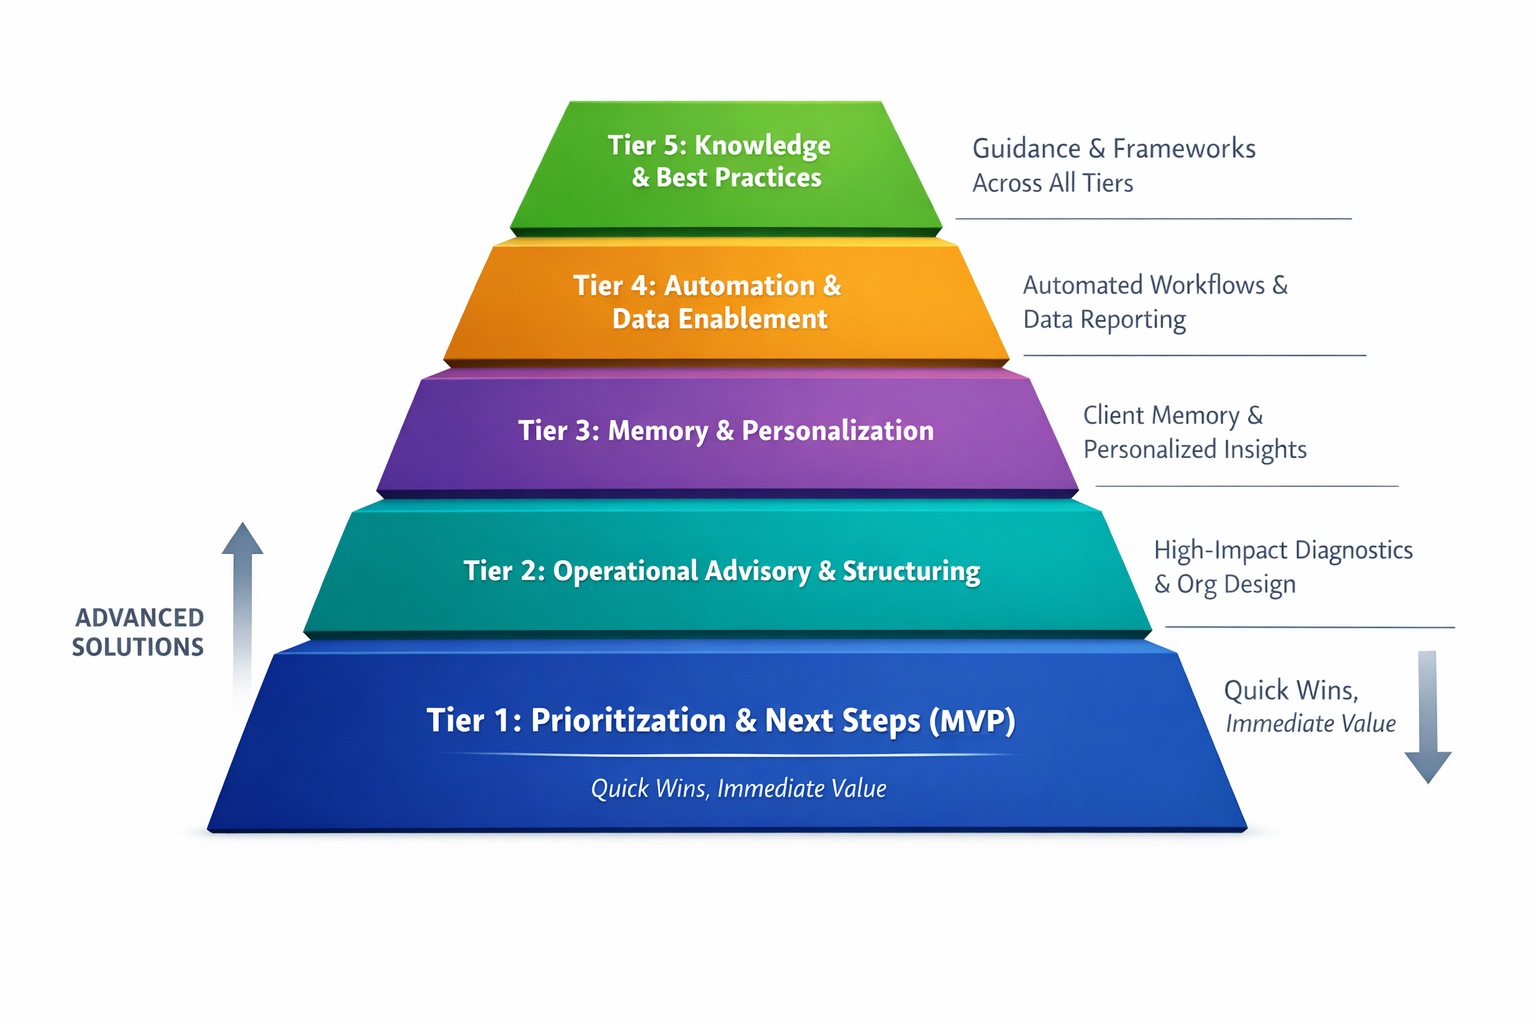 Tier 5: Knowledge
& Best Practices
Guidance & Frameworks
Across All Tiers
Tier 4: Automation &
Data Enablement
Automated Workflows &
Data Reporting
Tier 3: Memory & Personalization
Client Memory &
Personalized Insights
Tier 2: Operational Advisory & Structuring
High-Impact Diagnostics
& Org Design
ADVANCED
SOLUTIONS
Tier 1: Prioritization & Next Steps (MVP)
Quick Wins, Immediate Value
Quick Wins,
Immediate Value